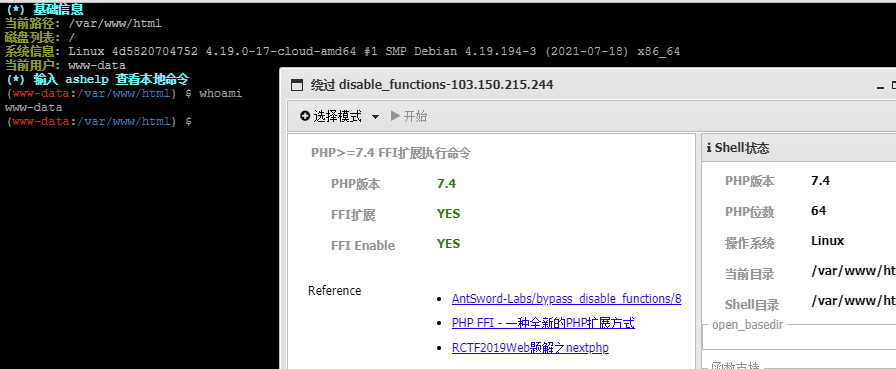 (*) 基础信息
当前路径: /var/www/html
磁盘列表: /
系统信息: Linux 4d5820704752 4.19.0-17-cloud-amd64 #1 SMP Debian 4.19.194-3 (2021-07-18) x86_64
当前用户: www-data
(*) 输入 ashelp 查看本地命令
(www-data:/var/www/html) $ whoami
www-data
(www-data:/var/www/html) $
绕过 disable_functions-103.150.215.244
选择模式
开始
PHP>=7.4 FFI扩展执行命令
PHP版本 7.4
FFI扩展 YES
FFI Enable YES
Reference
AntSword-Labs/bypass_disable_functions/8
PHP FFI - 一种全新的PHP扩展方式
RCTF2019Web题解之nextphp
Shell状态
PHP版本 7.4
PHP位数 64
操作系统 Linux
当前目录 /var/www/ht
Shell目录 /var/www/ht
open_basedir
函数支持